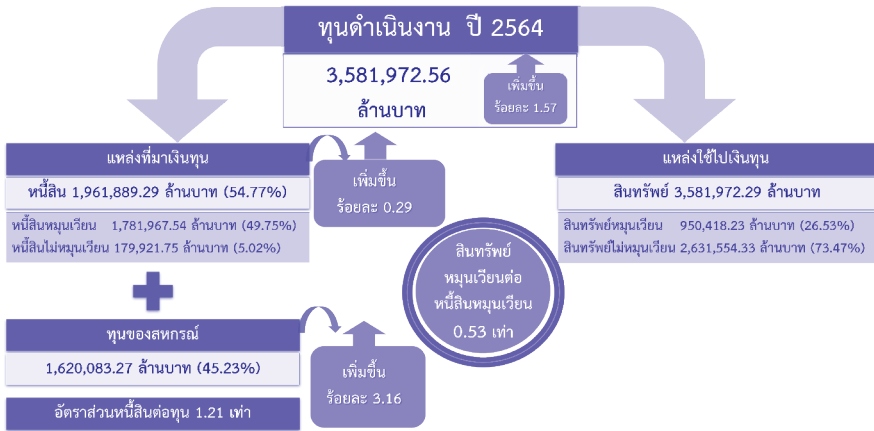 ทุนดำเนินงาน ปี 2564
3,581,972.56
ล้านบาท
เพิ่มขึ้น
ร้อยละ 1.57
แหล่งที่มาเงินทุน
หนี้สิน 1,961,889.29 ล้านบาท (54.77%)
หนี้สินหมุนเวียน 1,781,967.54 ล้านบาท (49.75%)
หนี้สินไม่หมุนเวียน 179,921.75 ล้านบาท (5.02%)
เพิ่มขึ้น
ร้อยละ 0.29
แหล่งใช้ไปเงินทุน
สินทรัพย์ 3,581,972.29 ล้านบาท
สินทรัพย์หมุนเวียน 950,418.23 ล้านบาท (26.53%)
สินทรัพย์ไม่หมุนเวียน 2,631,554.33 ล้านบาท (73.47%)
สินทรัพย์
หมุนเวียนต่อ
หนี้สินหมุนเวียน
0.53 เท่า
ทุนของสหกรณ์
1,620,083.27 ล้านบาท (45.23%)
เพิ่มขึ้น
ร้อยละ 3.16
อัตราส่วนหนี้สินต่อทุน 1.21 เท่า